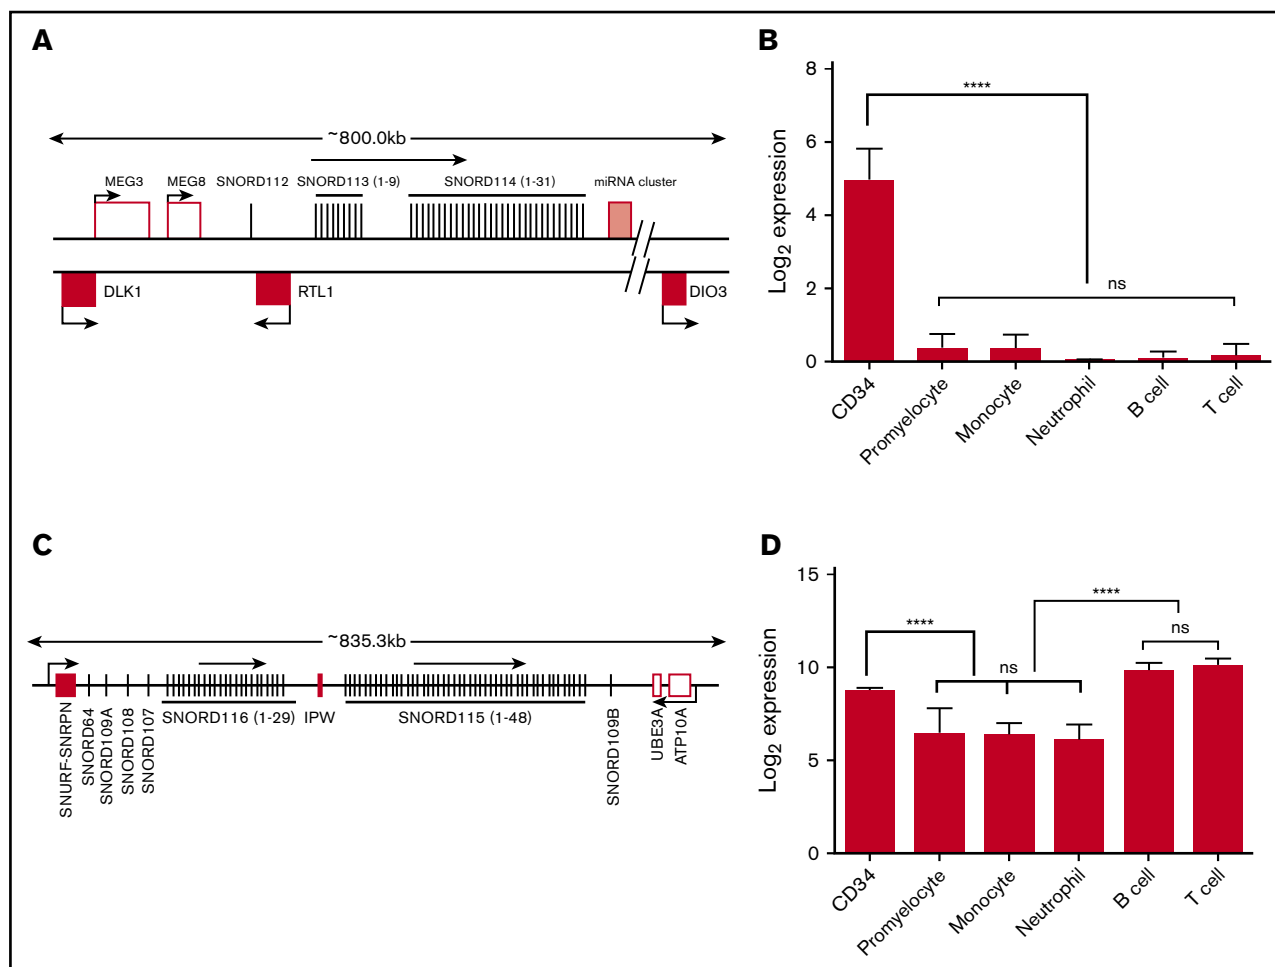 A
~800.0kb
MEG3 MEG8 SNORD112 SNORD113 (1-9) SNORD114 (1-31) miRNA cluster
DLK1 RTL1 DIO3
B
Log2 expression
8
6
4
2
0
****
ns
CD34
Promyelocyte
Monocyte
Neutrophil
B cell
T cell
C
~835.3kb
SNURF-SNRPN
SNORD64
SNORD109A
SNORD108
SNORD107
SNORD116 (1-29)
IPW
SNORD115 (1-48)
SNORD109B
UBE3A
ATP10A
D
Log2 expression
15
10
5
0
****
ns
****
ns
CD34
Promyelocyte
Monocyte
Neutrophil
B cell
T cell